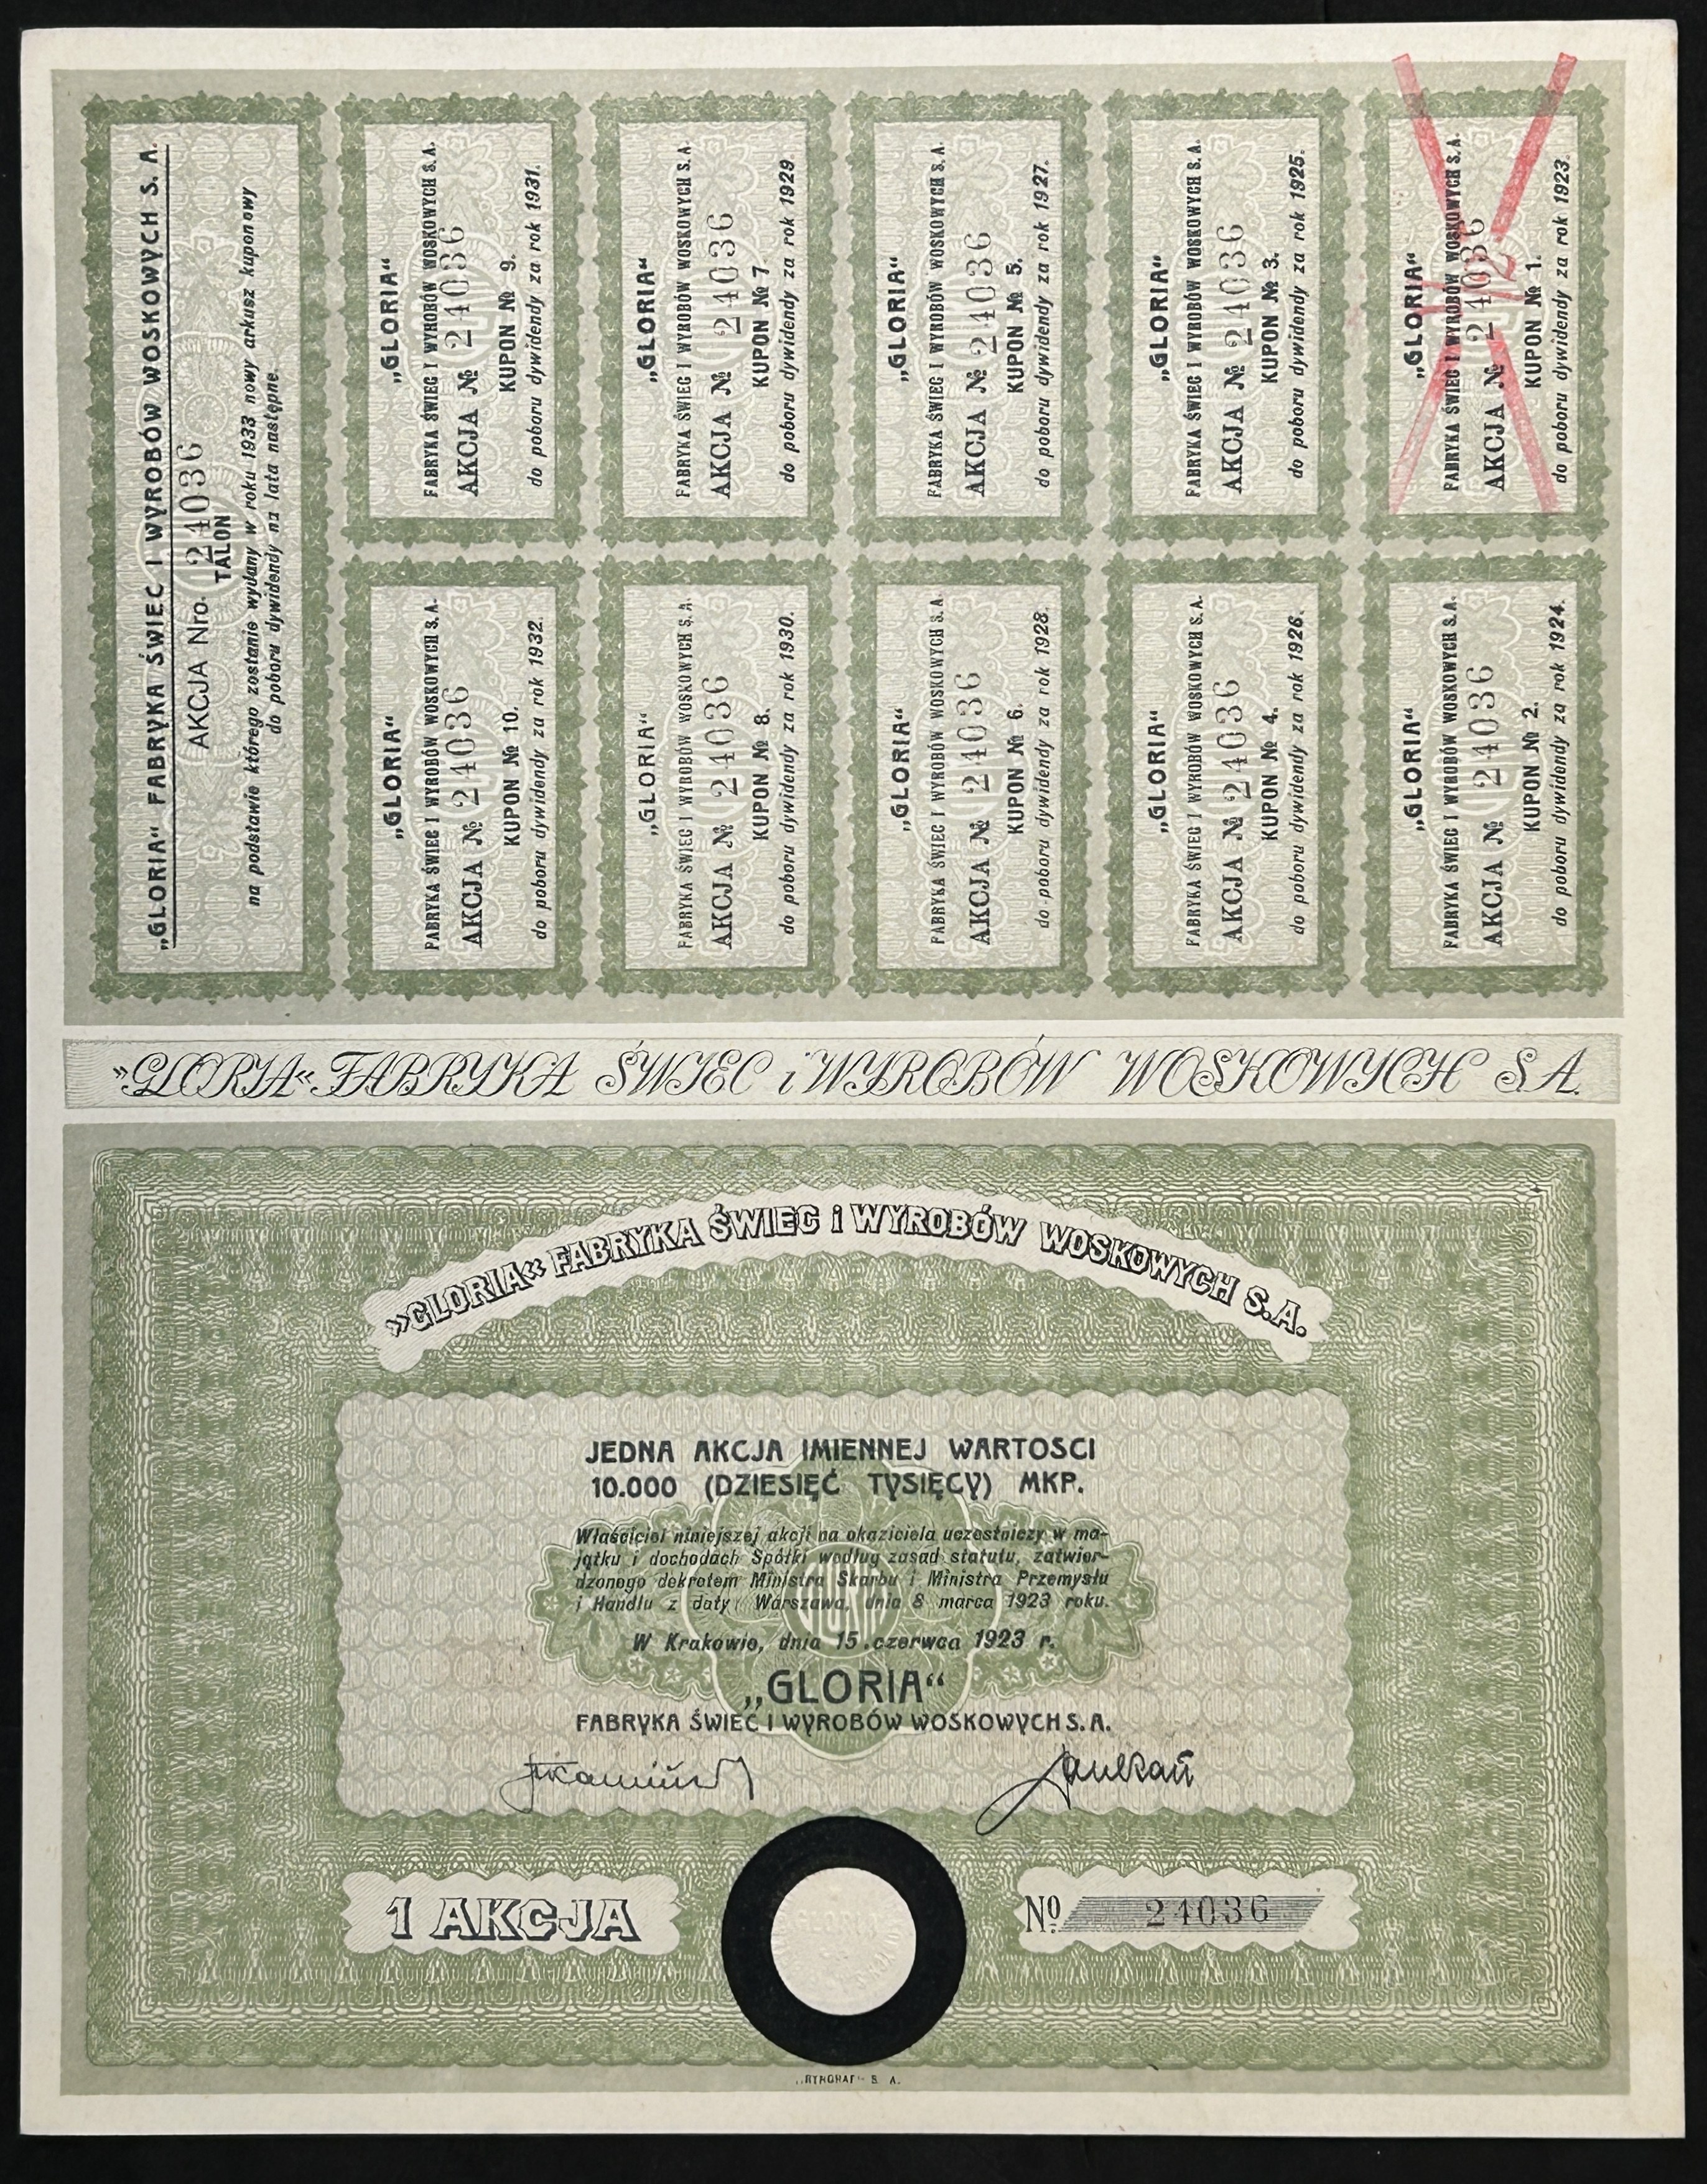 „GLORIA“ FABRYKA ŚWIEC I WYROBÓW WOSKOWYCH S. A.
AKCJA Nro. 24036
TALON
na podstawie którego zostanie wydany w roku 1933 nowy arkusz kuponowy
do poboru dywidendy na lata następne.
„GLORIA“
FABRYKA ŚWIEC I WYROBÓW WOSKOWYCH S.A.
AKCJA № 24036
KUPON № 9.
do poboru dywidendy za rok 1931.
„GLORIA“
FABRYKA ŚWIEC I WYROBÓW WOSKOWYCH S.A.
AKCJA № 24036
KUPON № 7.
do poboru dywidendy za rok 1929.
„GLORIA“
FABRYKA ŚWIEC I WYROBÓW WOSKOWYCH S.A.
AKCJA № 24036
KUPON № 5.
do poboru dywidendy za rok 1927.
„GLORIA“
FABRYKA ŚWIEC I WYROBÓW WOSKOWYCH S.A.
AKCJA № 24036
KUPON № 3.
do poboru dywidendy za rok 1925.
„GLORIA“
FABRYKA ŚWIEC I WYROBÓW WOSKOWYCH S.A.
AKCJA № 24036
KUPON № 1.
do poboru dywidendy za rok 1923.
„GLORIA“
FABRYKA ŚWIEC I WYROBÓW WOSKOWYCH S.A.
AKCJA № 24036
KUPON № 10.
do poboru dywidendy za rok 1932.
„GLORIA“
FABRYKA ŚWIEC I WYROBÓW WOSKOWYCH S.A.
AKCJA № 24036
KUPON № 8.
do poboru dywidendy za rok 1930.
„GLORIA“
FABRYKA ŚWIEC I WYROBÓW WOSKOWYCH S.A.
AKCJA № 24036
KUPON № 6.
do poboru dywidendy za rok 1928.
„GLORIA“
FABRYKA ŚWIEC I WYROBÓW WOSKOWYCH S.A.
AKCJA № 24036
KUPON № 4.
do poboru dywidendy za rok 1926.
„GLORIA“
FABRYKA ŚWIEC I WYROBÓW WOSKOWYCH S.A.
AKCJA № 24036
KUPON № 2.
do poboru dywidendy za rok 1924.
»GLORIA« FABRYKA ŚWIEC i WYROBÓW WOSKOWYCH S.A.
»GLORIA« FABRYKA ŚWIEC i WYROBÓW WOSKOWYCH S.A.
JEDNA AKCJA IMIENNEJ WARTOSCI
10.000 (DZIESIĘĆ TYSIĘCY) MKP.
Właściciel niniejszej akcji na okaziciela uczestniczy w ma-
jątku i dochodach Spółki według zasad statutu, zatwier-
dzonego dekretem Ministra Skarbu i Ministra Przemysłu
i Handlu z daty: Warszawa, dnia 8 marca 1923 roku.
W Krakowie, dnia 15 czerwca 1923 r.
„GLORIA“
FABRYKA ŚWIEC I WYROBÓW WOSKOWYCH S. A.
1 AKCJA
№ 24036
„RYNGRAF“ S. A.